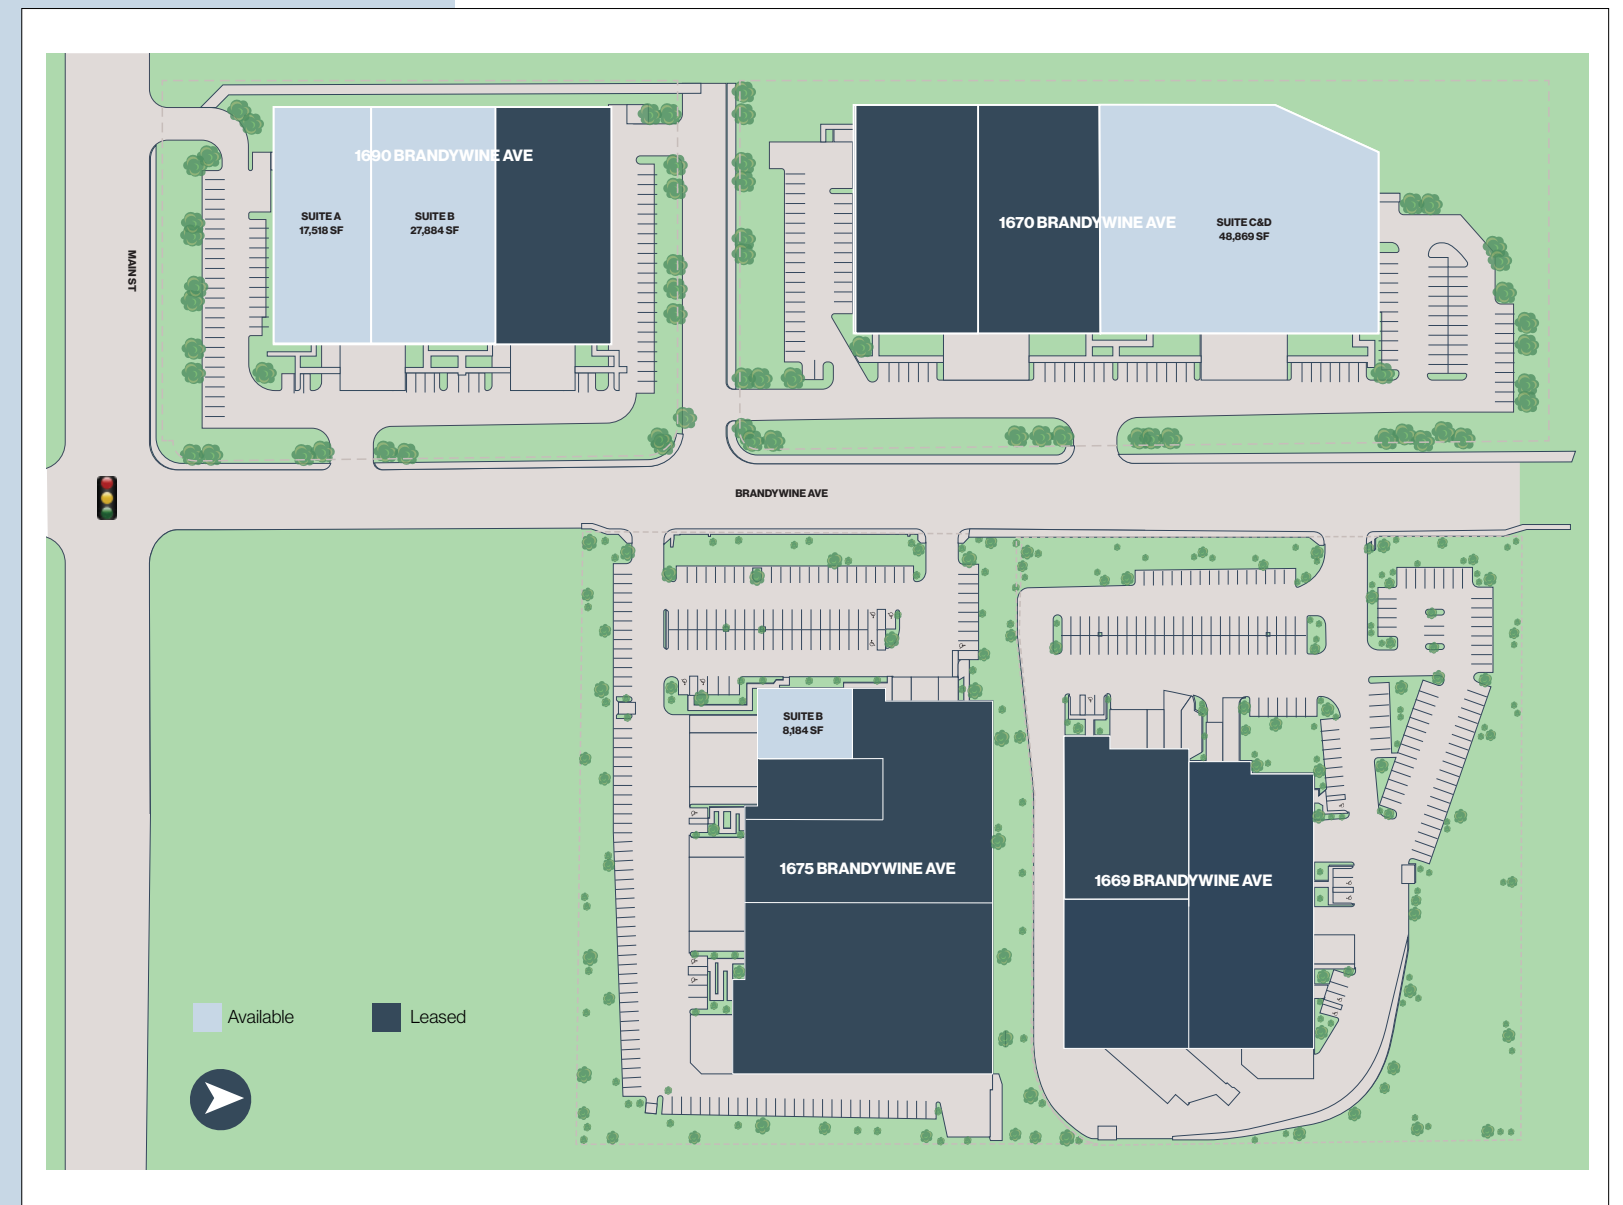 1690 BRANDYWINE AVE
SUITE A
17,518 SF
SUITE B
27,884 SF
1670 BRANDYWINE AVE
SUITE C&D
48,869 SF
MAIN ST
BRANDYWINE AVE
SUITE B
8,184 SF
1675 BRANDYWINE AVE
1669 BRANDYWINE AVE
Available
Leased